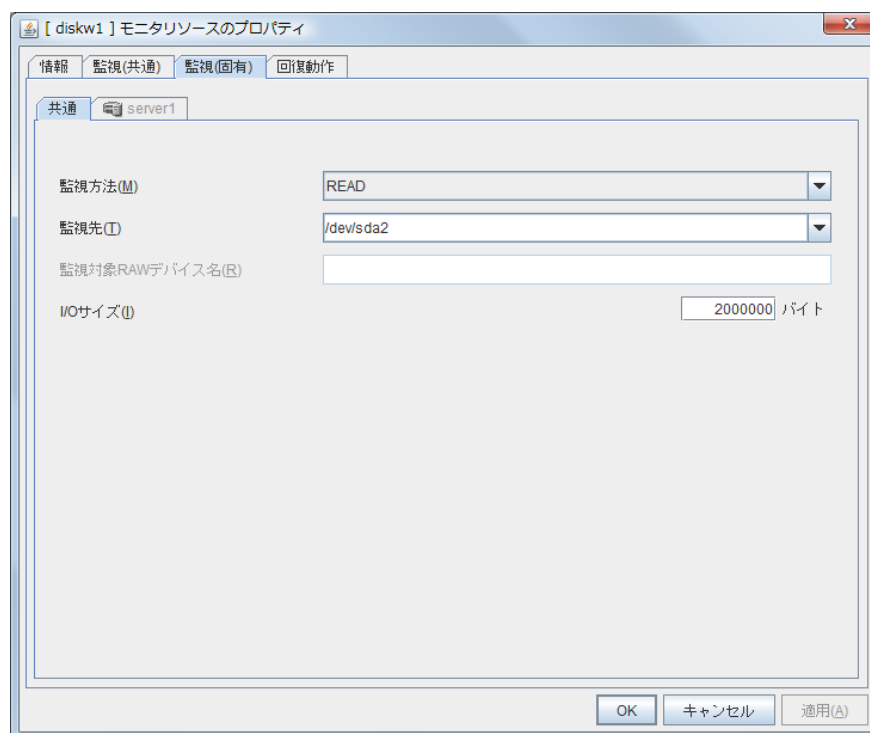 [ diskw1 ] モニタリソースのプロパティ
情報 監視(共通) 監視(固有) 回復動作
共通 server1
監視方法(M) READ
監視先(T) /dev/sda2
監視対象RAWデバイス名(R)
I/Oサイズ(I) 2000000 バイト
OK キャンセル 適用(A)